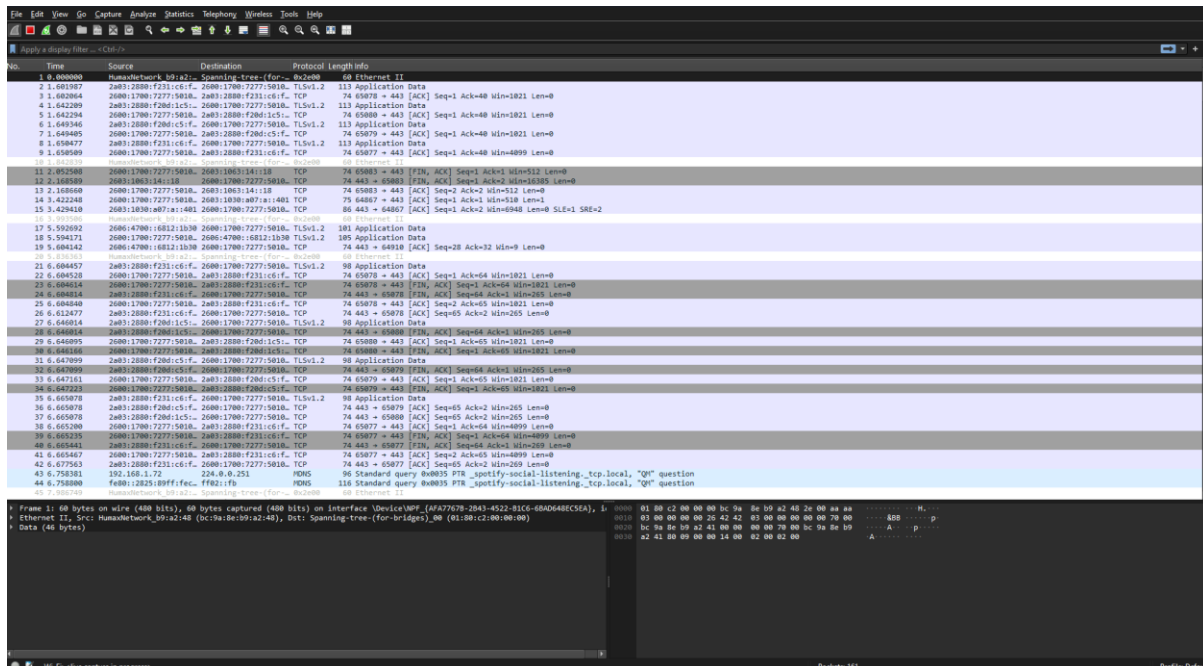 File Edit View Go Capture Analyze Statistics Telephony Wireless Tools Help
Apply a display filter ... <Ctrl-/>
No. Time Source Destination Protocol Length Info
1 0.000000 HumaxNetwork_b9:a2:… Spanning-tree-(for-… 0x2e00 60 Ethernet II
2 1.601987 2a03:2880:f231:c6:f… 2600:1700:7277:5010… TLSv1.2 113 Application Data
3 1.602064 2600:1700:7277:5010… 2a03:2880:f231:c6:f… TCP 74 65078 → 443 [ACK] Seq=1 Ack=40 Win=1021 Len=0
4 1.642209 2a03:2880:f20d:1c5:… 2600:1700:7277:5010… TLSv1.2 113 Application Data
5 1.642294 2600:1700:7277:5010… 2a03:2880:f20d:1c5:… TCP 74 65080 → 443 [ACK] Seq=1 Ack=40 Win=1021 Len=0
6 1.649346 2a03:2880:f20d:c5:f… 2600:1700:7277:5010… TLSv1.2 113 Application Data
7 1.649405 2600:1700:7277:5010… 2a03:2880:f20d:c5:f… TCP 74 65079 → 443 [ACK] Seq=1 Ack=40 Win=1021 Len=0
8 1.650477 2a03:2880:f231:c6:f… 2600:1700:7277:5010… TLSv1.2 113 Application Data
9 1.650509 2600:1700:7277:5010… 2a03:2880:f231:c6:f… TCP 74 65077 → 443 [ACK] Seq=1 Ack=40 Win=4099 Len=0
10 1.842839 HumaxNetwork_b9:a2:… Spanning-tree-(for-… 0x2e00 60 Ethernet II
11 2.052508 2600:1700:7277:5010… 2603:1063:14::18 TCP 74 65083 → 443 [FIN, ACK] Seq=1 Ack=1 Win=512 Len=0
12 2.168589 2603:1063:14::18 2600:1700:7277:5010… TCP 74 443 → 65083 [FIN, ACK] Seq=1 Ack=2 Win=16385 Len=0
13 2.168660 2600:1700:7277:5010… 2603:1063:14::18 TCP 74 65083 → 443 [ACK] Seq=2 Ack=2 Win=512 Len=0
14 3.422248 2600:1700:7277:5010… 2603:1030:a07:a::401 TCP 75 64867 → 443 [ACK] Seq=1 Ack=1 Win=510 Len=1
15 3.429410 2603:1030:a07:a::401 2600:1700:7277:5010… TCP 86 443 → 64867 [ACK] Seq=1 Ack=2 Win=6948 Len=0 SLE=1 SRE=2
16 3.993506 HumaxNetwork_b9:a2:… Spanning-tree-(for-… 0x2e00 60 Ethernet II
17 5.592692 2600:1700:7277:5010… 2606:4700::6812:1b30 TLSv1.2 101 Application Data
18 5.594171 2606:4700::6812:1b30 2600:1700:7277:5010… TLSv1.2 105 Application Data
19 5.604142 2606:4700::6812:1b30 2600:1700:7277:5010… TCP 74 443 → 64910 [ACK] Seq=28 Ack=32 Win=9 Len=0
20 5.836363 HumaxNetwork_b9:a2:… Spanning-tree-(for-… 0x2e00 60 Ethernet II
21 6.604457 2a03:2880:f231:c6:f… 2600:1700:7277:5010… TLSv1.2 98 Application Data
22 6.604528 2600:1700:7277:5010… 2a03:2880:f231:c6:f… TCP 74 65078 → 443 [ACK] Seq=1 Ack=64 Win=1021 Len=0
23 6.604614 2600:1700:7277:5010… 2a03:2880:f231:c6:f… TCP 74 65078 → 443 [FIN, ACK] Seq=1 Ack=64 Win=1021 Len=0
24 6.604814 2a03:2880:f231:c6:f… 2600:1700:7277:5010… TCP 74 443 → 65078 [FIN, ACK] Seq=64 Ack=1 Win=265 Len=0
25 6.604840 2600:1700:7277:5010… 2a03:2880:f231:c6:f… TCP 74 65078 → 443 [ACK] Seq=2 Ack=65 Win=1021 Len=0
26 6.612477 2a03:2880:f231:c6:f… 2600:1700:7277:5010… TCP 74 443 → 65078 [ACK] Seq=65 Ack=2 Win=265 Len=0
27 6.646014 2a03:2880:f20d:1c5:… 2600:1700:7277:5010… TLSv1.2 98 Application Data
28 6.646014 2a03:2880:f20d:1c5:… 2600:1700:7277:5010… TCP 74 443 → 65080 [FIN, ACK] Seq=64 Ack=1 Win=265 Len=0
29 6.646095 2600:1700:7277:5010… 2a03:2880:f20d:1c5:… TCP 74 65080 → 443 [ACK] Seq=1 Ack=65 Win=1021 Len=0
30 6.646166 2600:1700:7277:5010… 2a03:2880:f20d:1c5:… TCP 74 65080 → 443 [FIN, ACK] Seq=1 Ack=65 Win=1021 Len=0
31 6.647099 2a03:2880:f20d:c5:f… 2600:1700:7277:5010… TLSv1.2 98 Application Data
32 6.647099 2a03:2880:f20d:c5:f… 2600:1700:7277:5010… TCP 74 443 → 65079 [FIN, ACK] Seq=64 Ack=1 Win=265 Len=0
33 6.647161 2600:1700:7277:5010… 2a03:2880:f20d:c5:f… TCP 74 65079 → 443 [ACK] Seq=1 Ack=65 Win=1021 Len=0
34 6.647223 2600:1700:7277:5010… 2a03:2880:f20d:c5:f… TCP 74 65079 → 443 [FIN, ACK] Seq=1 Ack=65 Win=1021 Len=0
35 6.665078 2a03:2880:f231:c6:f… 2600:1700:7277:5010… TLSv1.2 98 Application Data
36 6.665078 2a03:2880:f20d:c5:f… 2600:1700:7277:5010… TCP 74 443 → 65079 [ACK] Seq=65 Ack=2 Win=265 Len=0
37 6.665078 2a03:2880:f20d:1c5:… 2600:1700:7277:5010… TCP 74 443 → 65080 [ACK] Seq=65 Ack=2 Win=265 Len=0
38 6.665200 2600:1700:7277:5010… 2a03:2880:f231:c6:f… TCP 74 65077 → 443 [ACK] Seq=1 Ack=64 Win=4099 Len=0
39 6.665235 2600:1700:7277:5010… 2a03:2880:f231:c6:f… TCP 74 65077 → 443 [FIN, ACK] Seq=1 Ack=64 Win=4099 Len=0
40 6.665441 2a03:2880:f231:c6:f… 2600:1700:7277:5010… TCP 74 443 → 65077 [FIN, ACK] Seq=64 Ack=1 Win=269 Len=0
41 6.665467 2600:1700:7277:5010… 2a03:2880:f231:c6:f… TCP 74 65077 → 443 [ACK] Seq=2 Ack=65 Win=4099 Len=0
42 6.677563 2a03:2880:f231:c6:f… 2600:1700:7277:5010… TCP 74 443 → 65077 [ACK] Seq=65 Ack=2 Win=269 Len=0
43 6.758381 192.168.1.72 224.0.0.251 MDNS 96 Standard query 0x0035 PTR _spotify-social-listening._tcp.local, "QM" question
44 6.758800 fe80::2825:89ff:fec… ff02::fb MDNS 116 Standard query 0x0035 PTR _spotify-social-listening._tcp.local, "QM" question
45 7.986749 HumaxNetwork_b9:a2:… Spanning-tree-(for-… 0x2e00 60 Ethernet II
Frame 1: 60 bytes on wire (480 bits), 60 bytes captured (480 bits) on interface \Device\NPF_{AFA77678-2B43-4522-B1C6-6BAD648EC5EA}, i
Ethernet II, Src: HumaxNetwork_b9:a2:48 (bc:9a:8e:b9:a2:48), Dst: Spanning-tree-(for-bridges)_00 (01:80:c2:00:00:00)
Data (46 bytes)
0000 01 80 c2 00 00 00 bc 9a 8e b9 a2 48 2e 00 aa aa ···········H.···
0010 03 00 00 00 00 26 42 42 03 00 00 00 00 00 70 00 ·····&BB ······p·
0020 bc 9a 8e b9 a2 41 00 00 00 00 70 00 bc 9a 8e b9 ·····A·· ··p·····
0030 a2 41 80 09 00 00 14 00 02 00 02 00 ·A·········